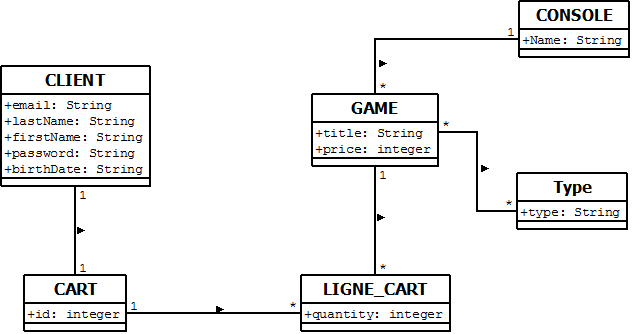 CONSOLE
1
+Name: String
CLIENT
+email: String
+lastName: String
+firstName: String
+password: String
+birthDate: String
*
GAME
+title: String
+price: integer
*
1
Type
*
+type: String
1
1
*
CART
+id: integer
1
*
LIGNE_CART
+quantity: integer